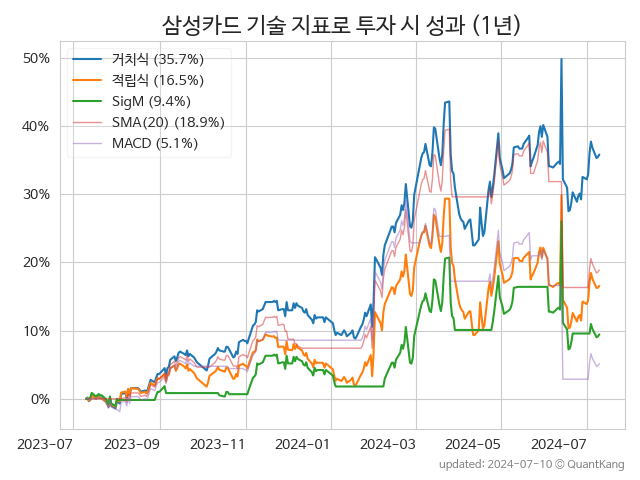 삼성카드 기술 지표로 투자 시 성과 (1년)
50%
40%
30%
20%
10%
0%
거치식 (35.7%)
적립식 (16.5%)
SigM (9.4%)
SMA(20) (18.9%)
MACD (5.1%)
2023-07
2023-09
2023-11
2024-01
2024-03
2024-05
2024-07
updated: 2024-07-10 © QuantKang